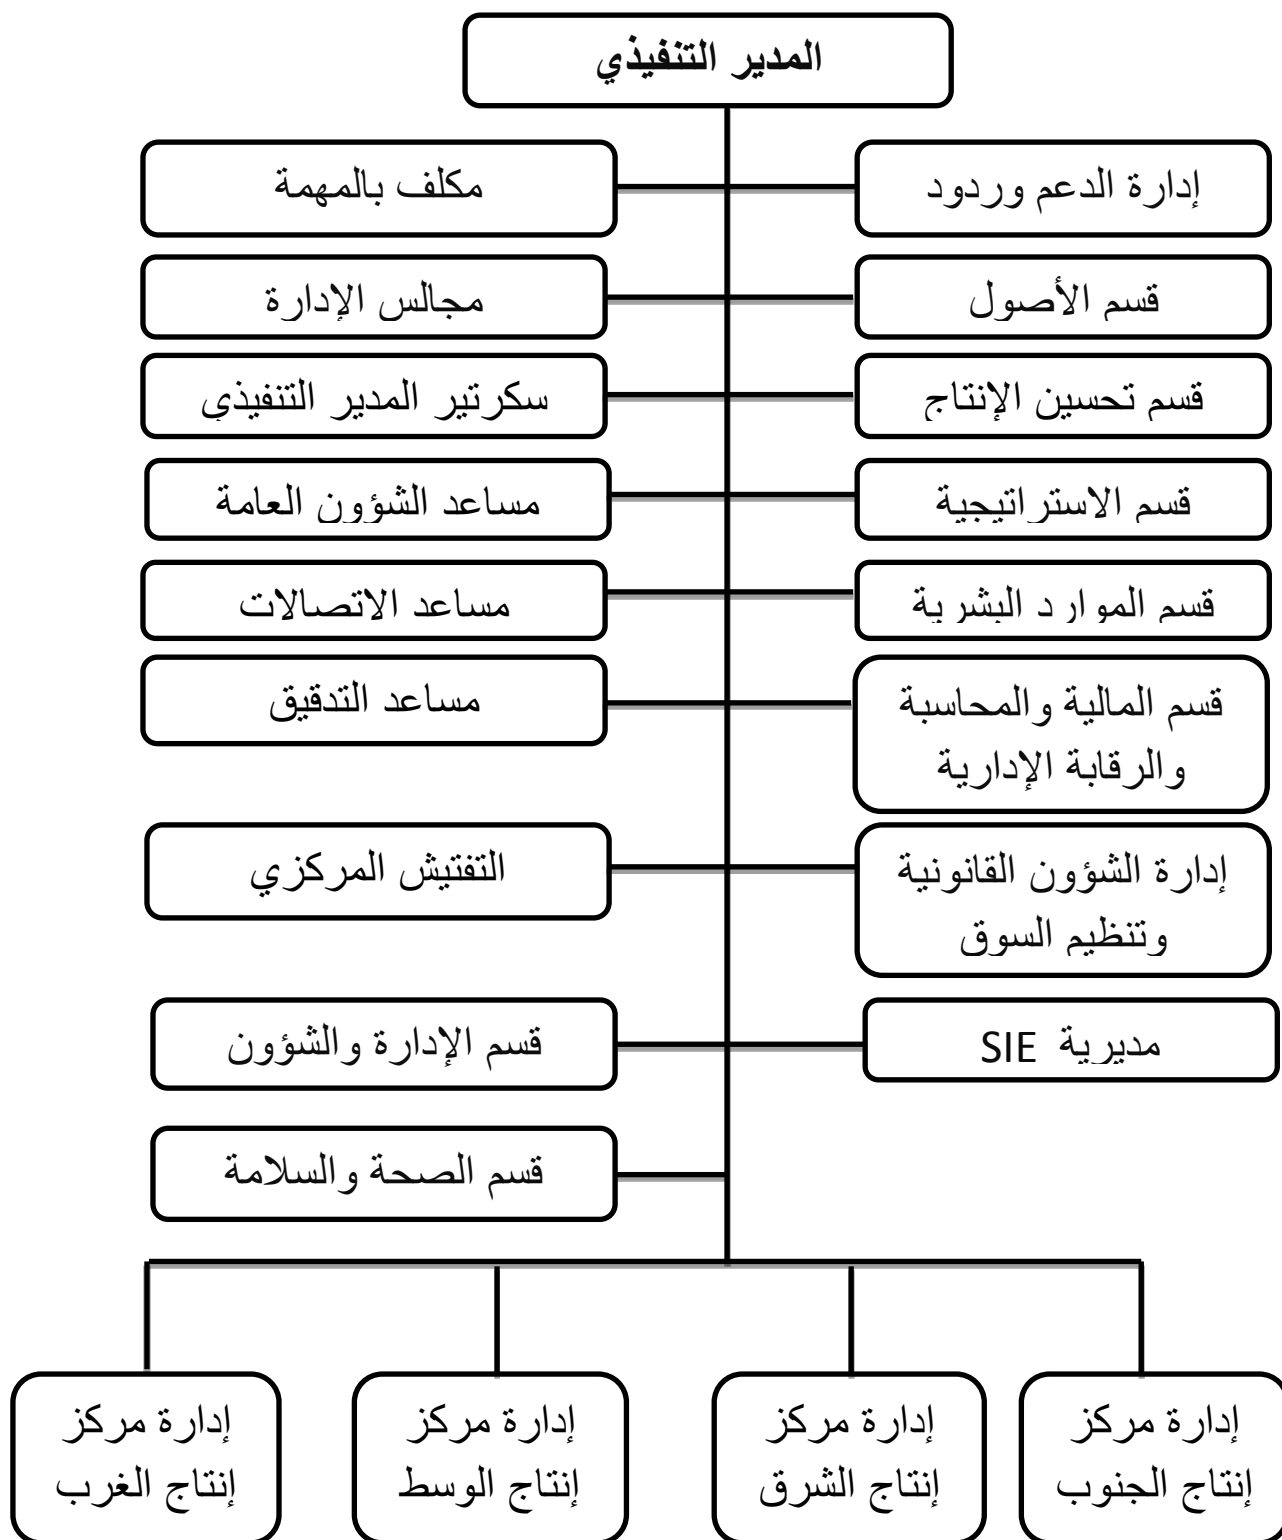 المدير التنفيذي
إدارة الدعم وردود
مكلف بالمهمة
قسم الأصول
مجالس الإدارة
قسم تحسين الإنتاج
سكرتير المدير التنفيذي
قسم الاستراتيجية
مساعد الشؤون العامة
قسم الموارد البشرية
مساعد الاتصالات
قسم المالية والمحاسبة
والرقابة الإدارية
مساعد التدقيق
إدارة الشؤون القانونية
وتنظيم السوق
التفتيش المركزي
مديرية SIE
قسم الإدارة والشؤون
قسم الصحة والسلامة
إدارة مركز
إنتاج الجنوب
إدارة مركز
إنتاج الشرق
إدارة مركز
إنتاج الوسط
إدارة مركز
إنتاج الغرب